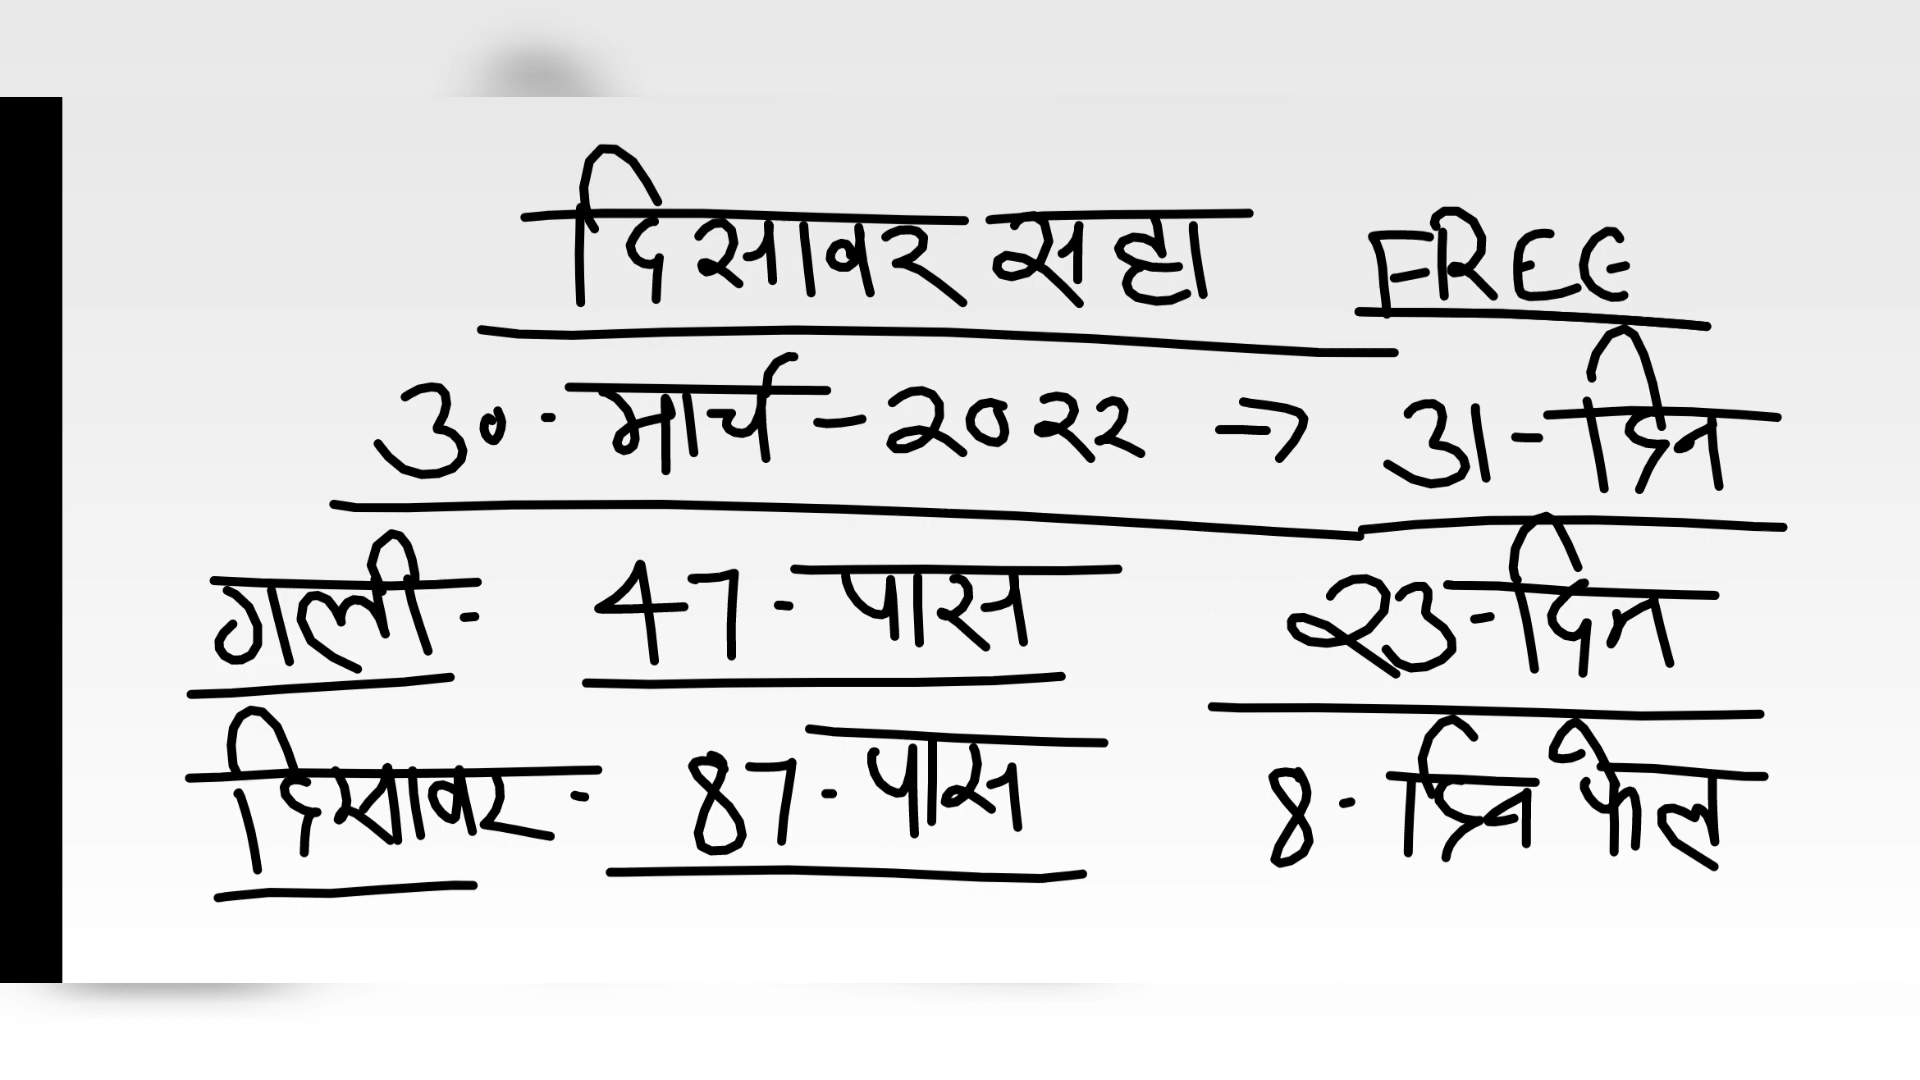 दिसावर सट्टा FREE
30 - मार्च - 2022 → 31 - दिन
गली - 47 - पास 23 - दिन
दिसावर - 87 - पास 8 - दिन फेल